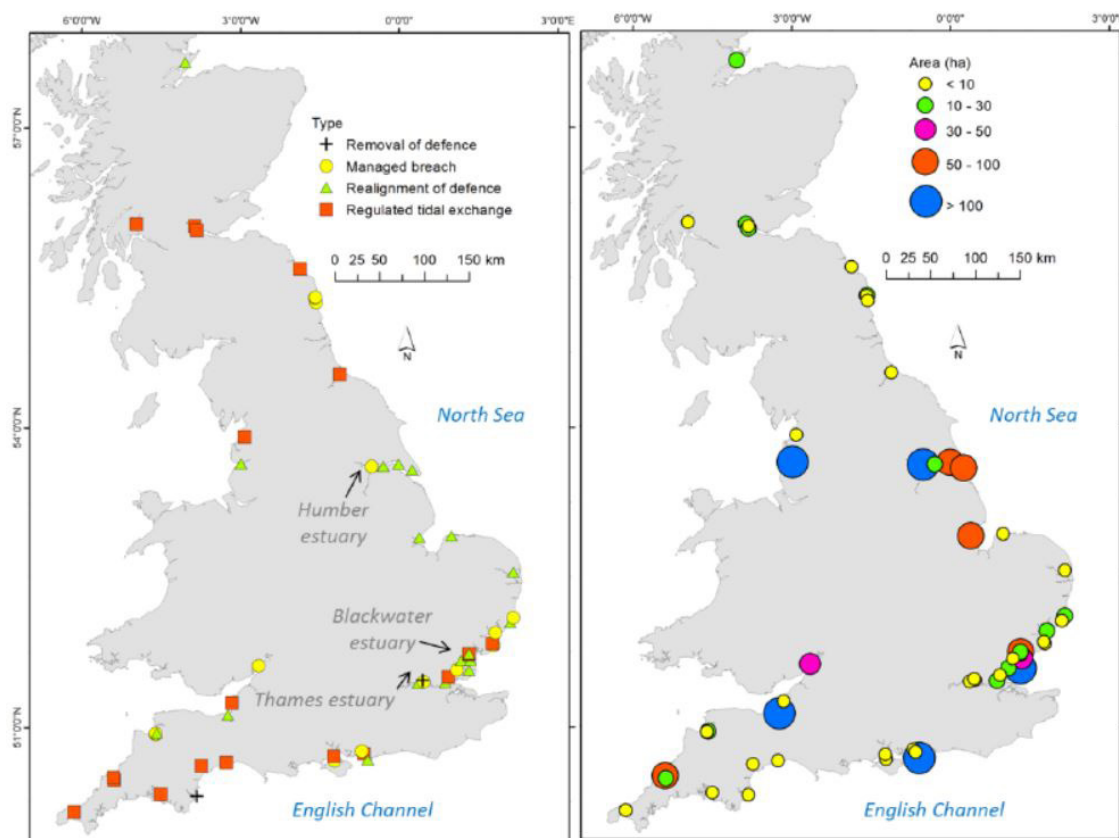 6°0'0"W
3°0'0"W
0°0'0"
3°0'0"E
57°0'0"N
54°0'0"N
51°0'0"N
Type
Removal of defence
Managed breach
Realignment of defence
Regulated tidal exchange
0 25 50 100 150 km
N
North Sea
Humber
estuary
Blackwater
estuary
Thames estuary
English Channel
6°0'0"W
3°0'0"W
0°0'0"
3°0'0
Area (ha)
< 10
10 - 30
30 - 50
50 - 100
> 100
0 25 50 100 150 km
N
North Sea
English Channel